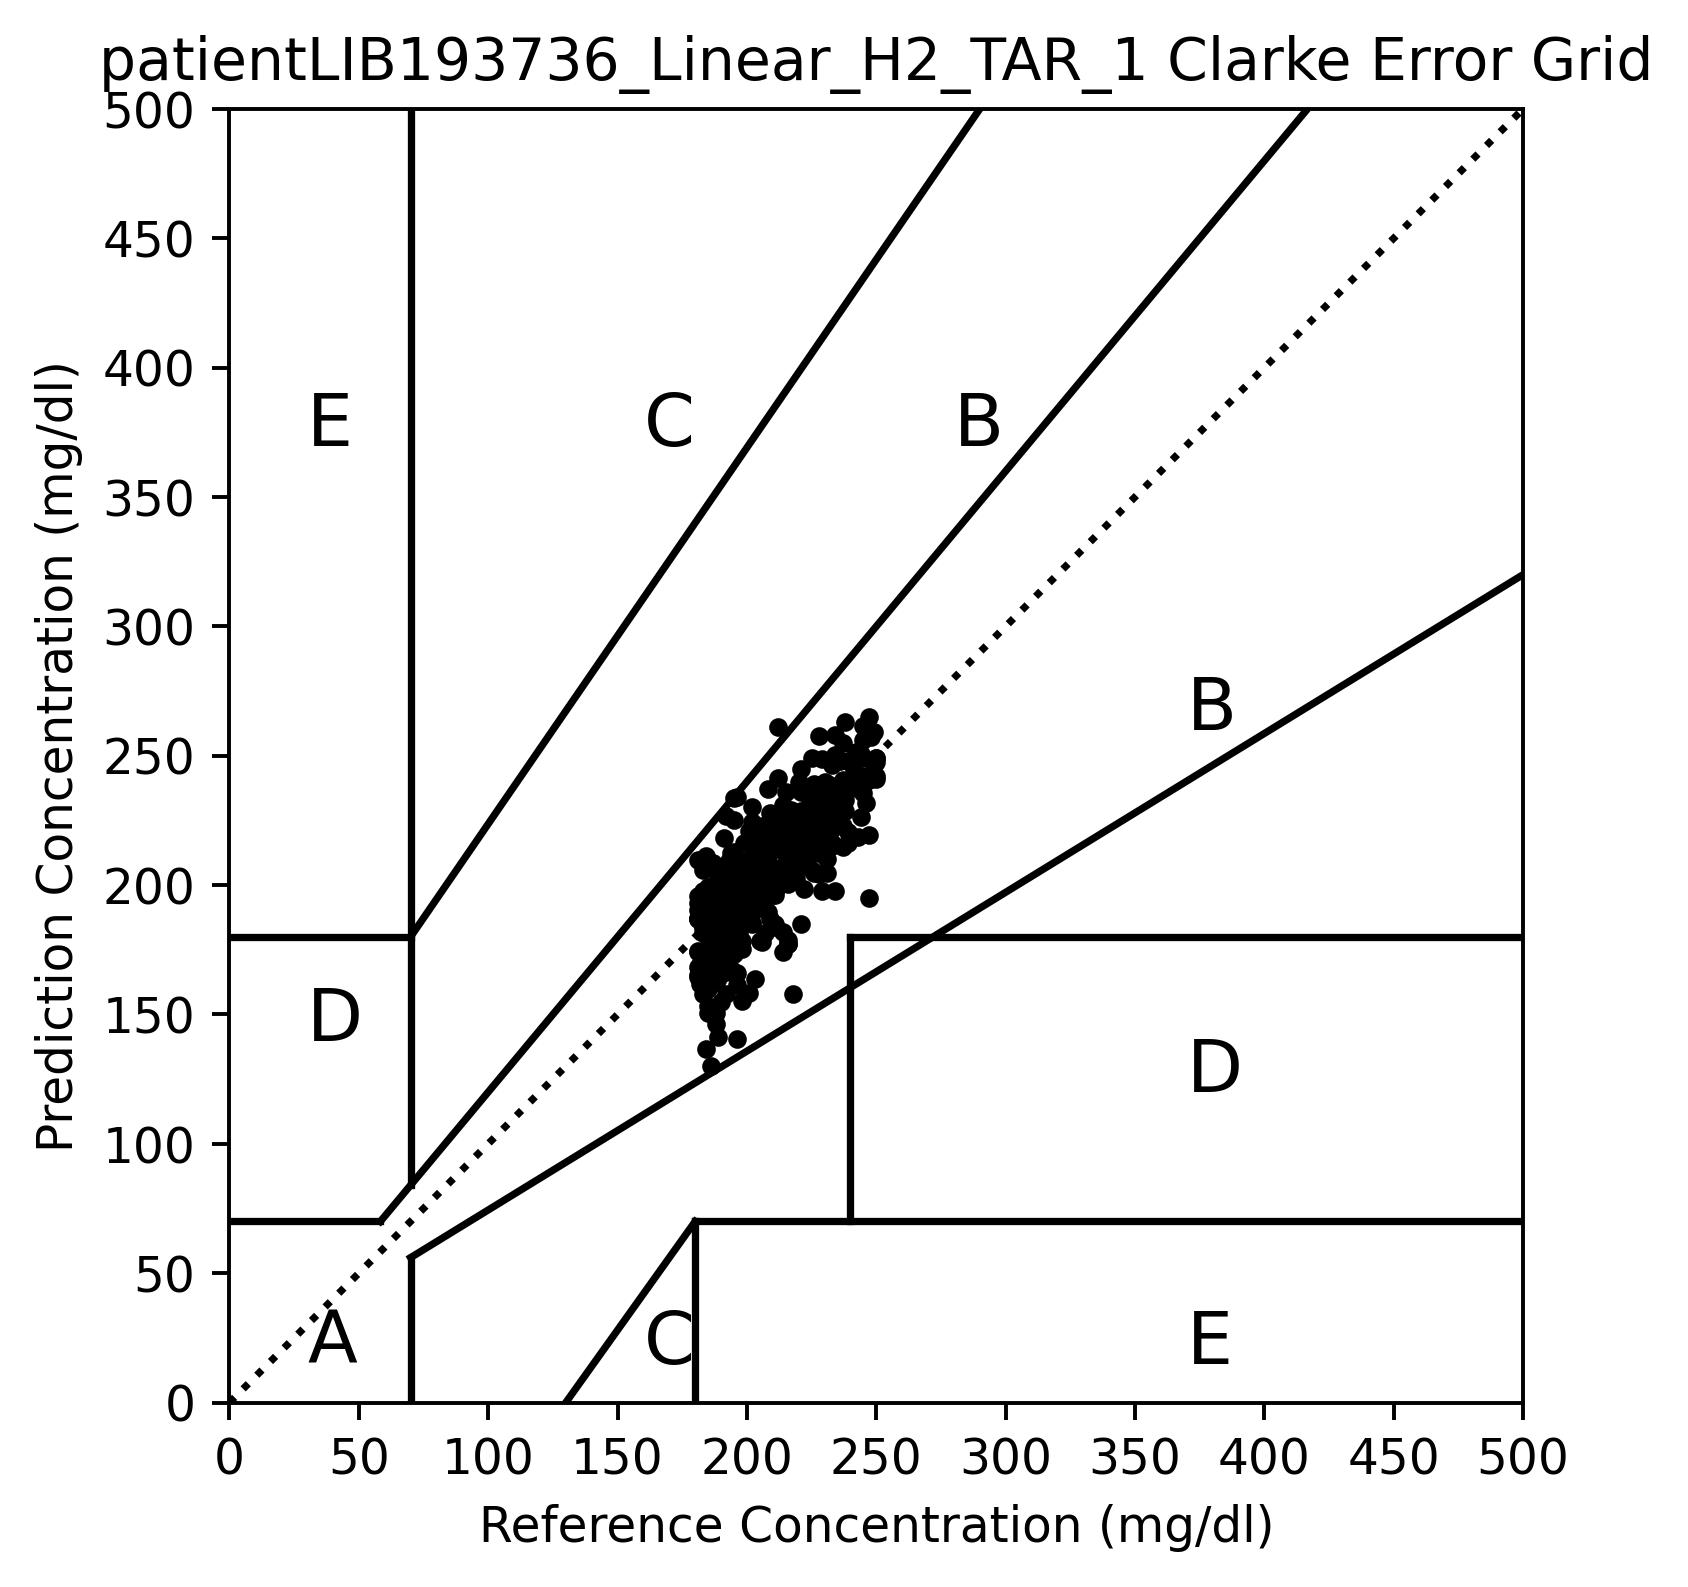 patientLIB193736_Linear_H2_TAR_1 Clarke Error Grid
500
450
400
350
300
250
200
150
100
50
0
Prediction Concentration (mg/dl)
E
C
B
B
D
D
A
C
E
0 50 100 150 200 250 300 350 400 450 500
Reference Concentration (mg/dl)